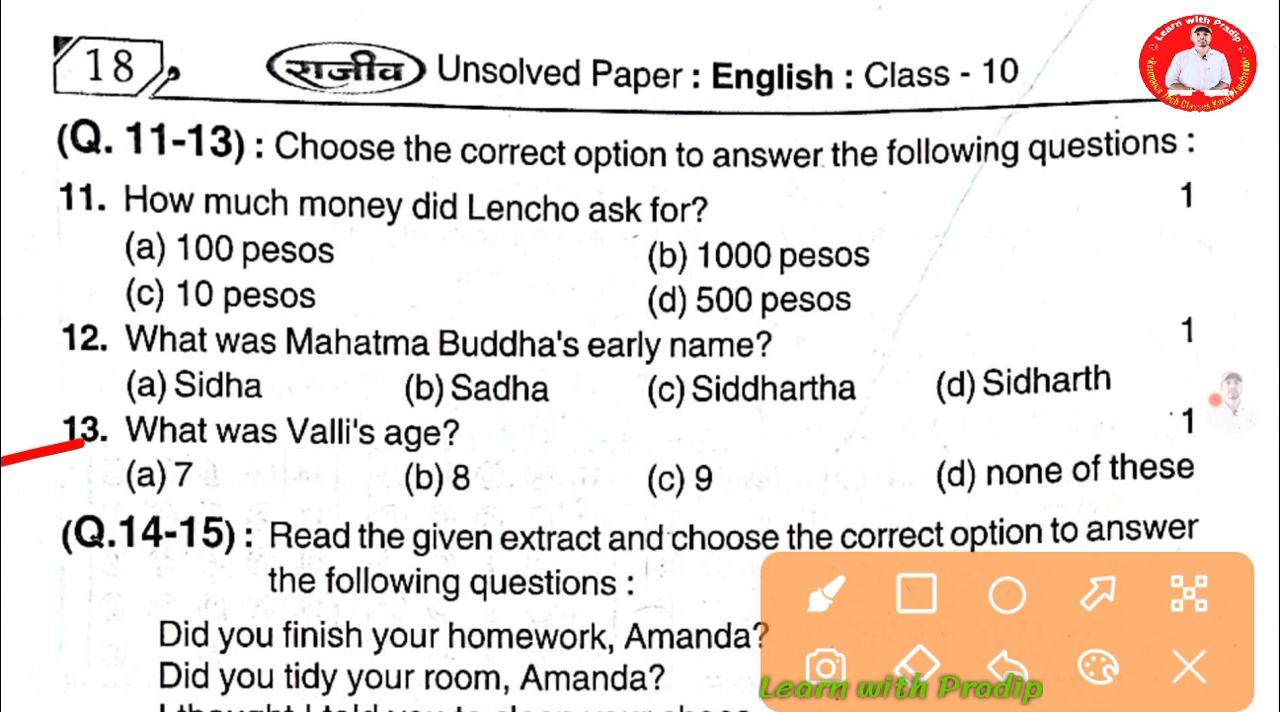 18
राजीव Unsolved Paper : English : Class - 10
Learn with Pradip
(Q. 11-13) : Choose the correct option to answer the following questions :
11. How much money did Lencho ask for? 1
(a) 100 pesos (b) 1000 pesos
(c) 10 pesos (d) 500 pesos
12. What was Mahatma Buddha's early name? 1
(a) Sidha (b) Sadha (c) Siddhartha (d) Sidharth
13. What was Valli's age? 1
(a) 7 (b) 8 (c) 9 (d) none of these
(Q.14-15) : Read the given extract and choose the correct option to answer
the following questions :
Did you finish your homework, Amanda?
Did you tidy your room, Amanda?
Learn with Pradip